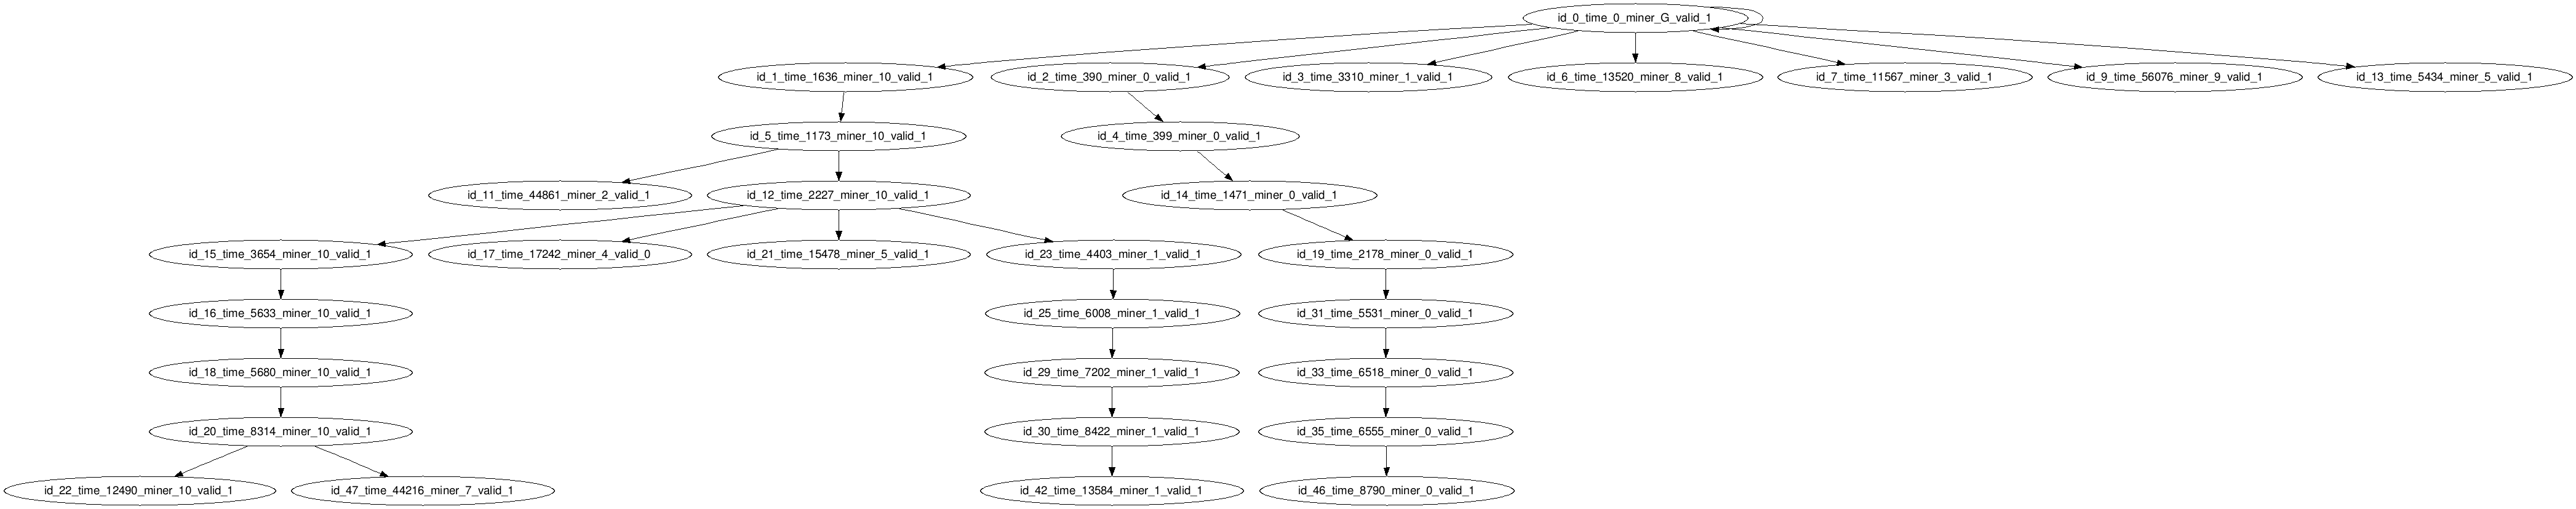 id_0_time_0_miner_G_valid_1
id_1_time_1636_miner_10_valid_1
id_2_time_390_miner_0_valid_1
id_3_time_3310_miner_1_valid_1
id_6_time_13520_miner_8_valid_1
id_7_time_11567_miner_3_valid_1
id_9_time_56076_miner_9_valid_1
id_13_time_5434_miner_5_valid_1
id_5_time_1173_miner_10_valid_1
id_4_time_399_miner_0_valid_1
id_11_time_44861_miner_2_valid_1
id_12_time_2227_miner_10_valid_1
id_14_time_1471_miner_0_valid_1
id_15_time_3654_miner_10_valid_1
id_17_time_17242_miner_4_valid_0
id_21_time_15478_miner_5_valid_1
id_23_time_4403_miner_1_valid_1
id_19_time_2178_miner_0_valid_1
id_16_time_5633_miner_10_valid_1
id_25_time_6008_miner_1_valid_1
id_31_time_5531_miner_0_valid_1
id_18_time_5680_miner_10_valid_1
id_29_time_7202_miner_1_valid_1
id_33_time_6518_miner_0_valid_1
id_20_time_8314_miner_10_valid_1
id_30_time_8422_miner_1_valid_1
id_35_time_6555_miner_0_valid_1
id_22_time_12490_miner_10_valid_1
id_47_time_44216_miner_7_valid_1
id_42_time_13584_miner_1_valid_1
id_46_time_8790_miner_0_valid_1